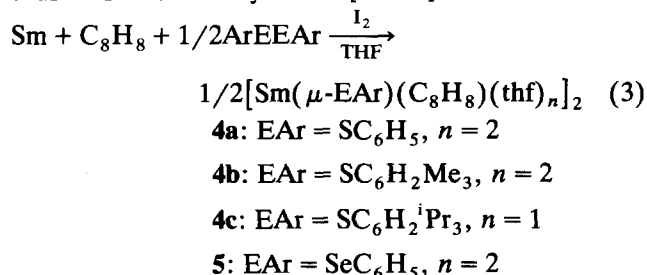 Sm + C₈H₈ + 1/2ArEEAr \xrightarrow[THF]{I₂}
1/2[Sm(μ-EAr)(C₈H₈)(thf)ₙ]₂ (3)
4a: EAr = SC₆H₅, n = 2
4b: EAr = SC₆H₂Me₃, n = 2
4c: EAr = SC₆H₂ⁱPr₃, n = 1
5: EAr = SeC₆H₅, n = 2